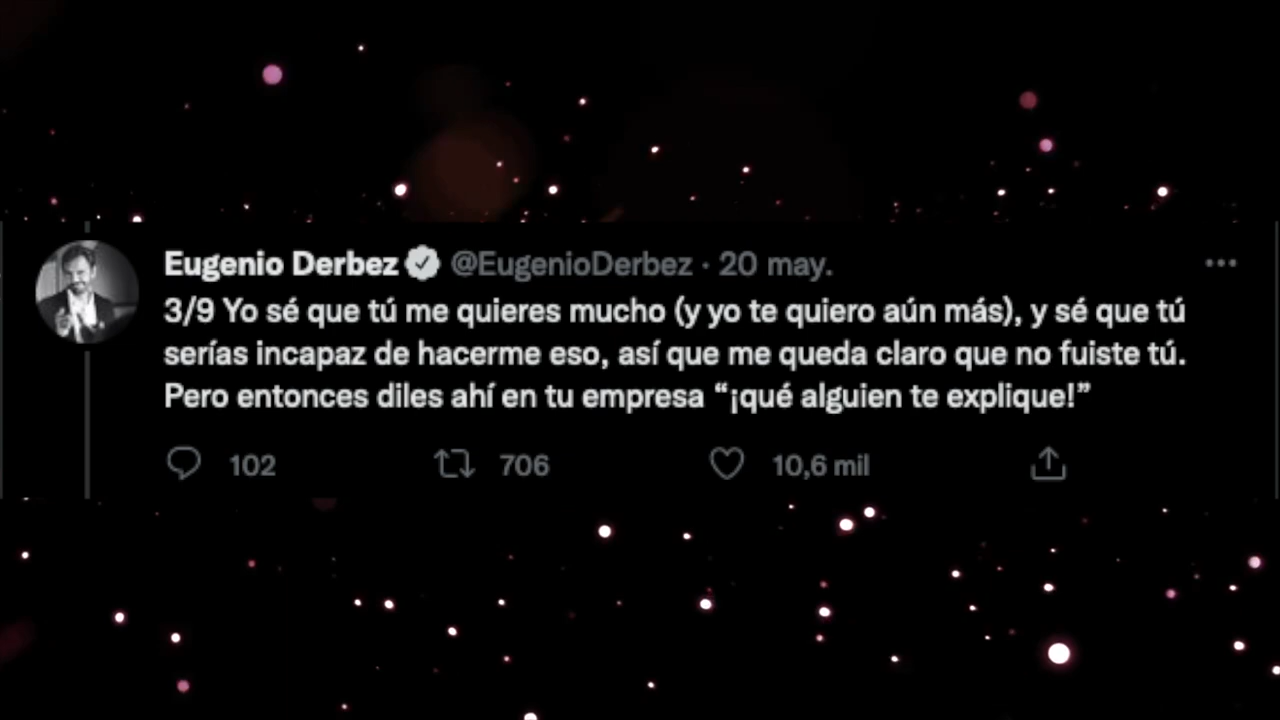 Eugenio Derbez @EugenioDerbez · 20 may.
3/9 Yo sé que tú me quieres mucho (y yo te quiero aún más), y sé que tú
serías incapaz de hacerme eso, así que me queda claro que no fuiste tú.
Pero entonces diles ahí en tu empresa “¡qué alguien te explique!”
102 706 10,6 mil